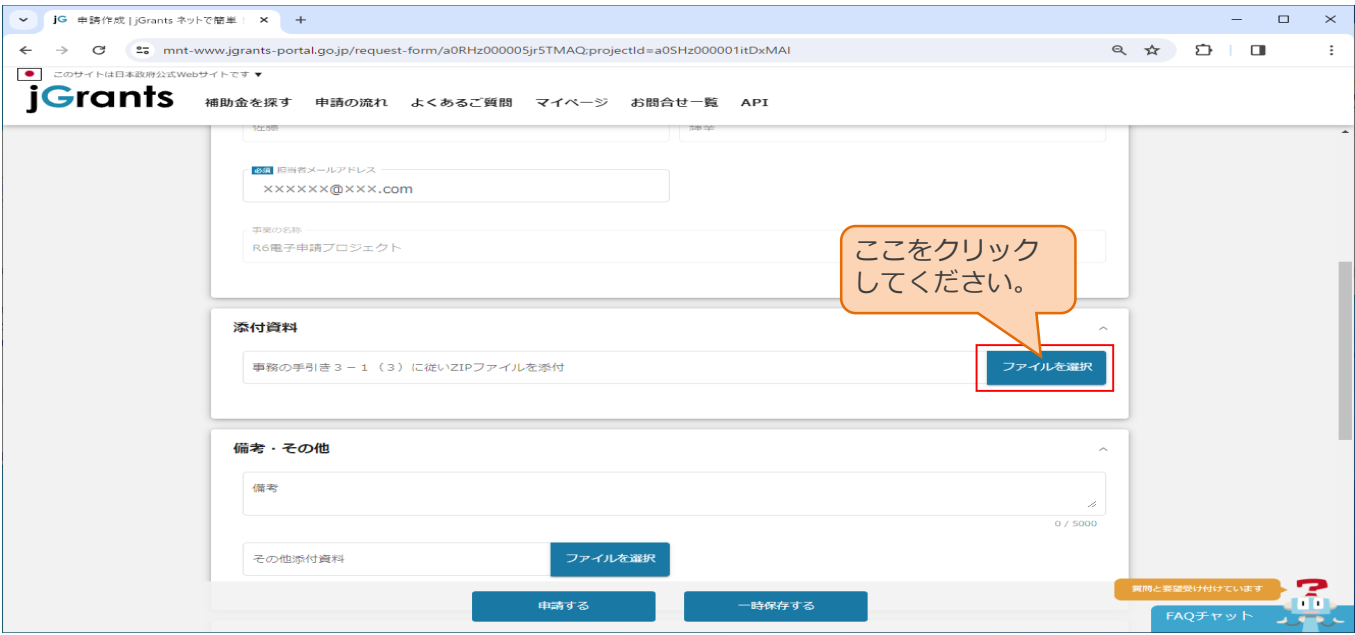 jG 申請作成 | jGrants ネットで簡単！
mnt-www.jgrants-portal.go.jp/request-form/a0RHz000005jr5TMAQ;projectId=a0SHz000001itDxMAI
このサイトは日本政府公式Webサイトです ▼
jGrants 補助金を探す 申請の流れ よくあるご質問 マイページ お問合せ一覧 API
佐藤
必須 担当者メールアドレス
××××××@×××.com
事業の名称
R6電子申請プロジェクト
ここをクリック
してください。
添付資料
事務の手引き３－１（３）に従いZIPファイルを添付 ファイルを選択
備考・その他
備考
0 / 5000
その他添付資料 ファイルを選択
質問と要望受け付けています
申請する 一時保存する
FAQチャット